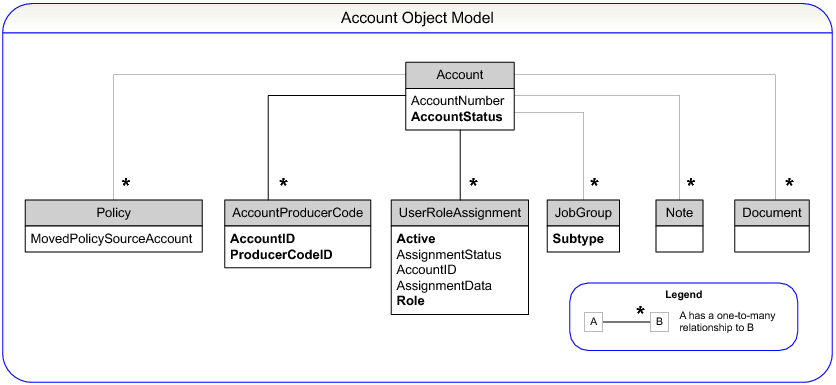 Account Object Model
Account
AccountNumber
AccountStatus
*
*
*
*
*
*
Policy
MovedPolicySourceAccount
AccountProducerCode
AccountID
ProducerCodeID
UserRoleAssignment
Active
AssignmentStatus
AccountID
AssignmentData
Role
JobGroup
Subtype
Note
Document
Legend
A
*
B
A has a one-to-many
relationship to B